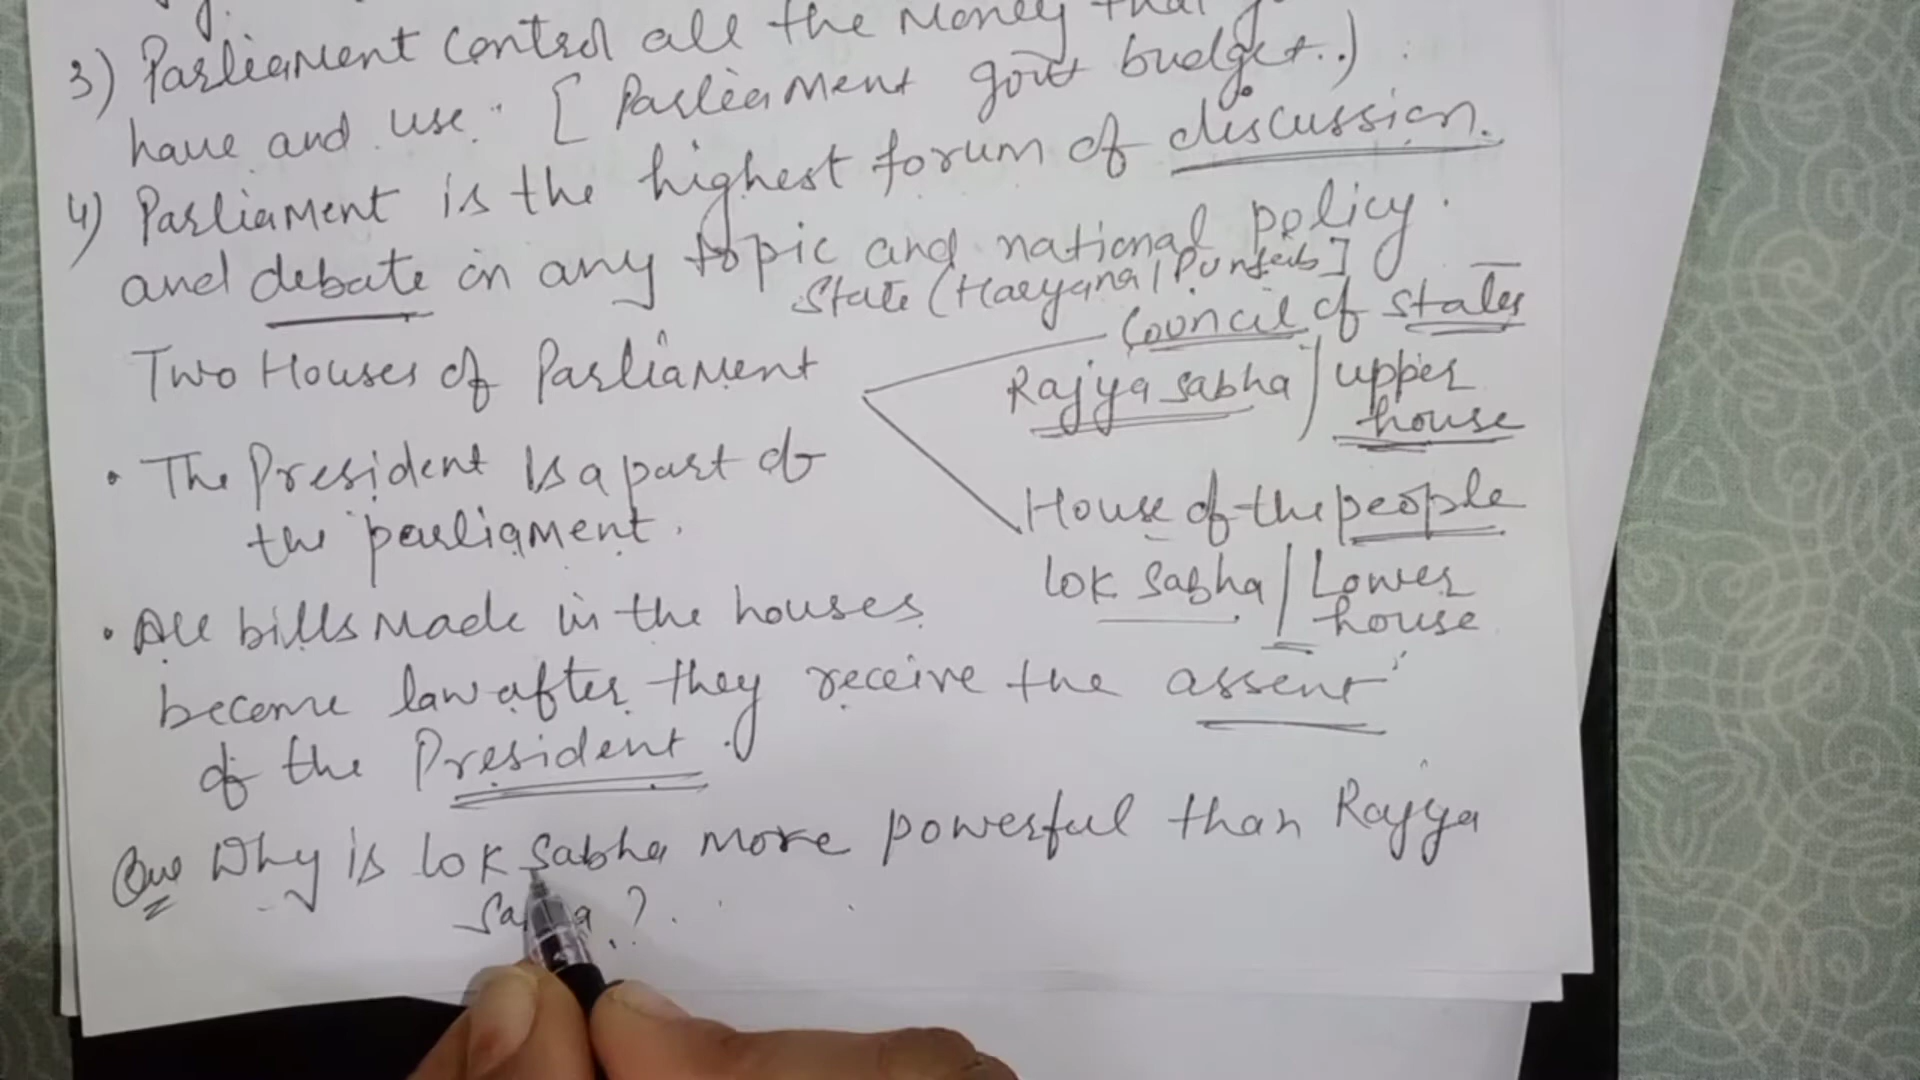 3) Parliament control all the Money that
have and use. [Parliament govt budget..)
4) Parliament is the highest forum of discussion.
and debate on any topic and national policy.
State (Haryana / Punjab]
Council of states
Two Houses of Parliament
Rajya sabha / upper
house
• The President Is a part of
the parliament.
House of the people
lok sabha / Lower
house
• All bills Made in the houses
become law after they receive the assent
of the President.
Que Why is lok sabha more powerful than Rajya
?